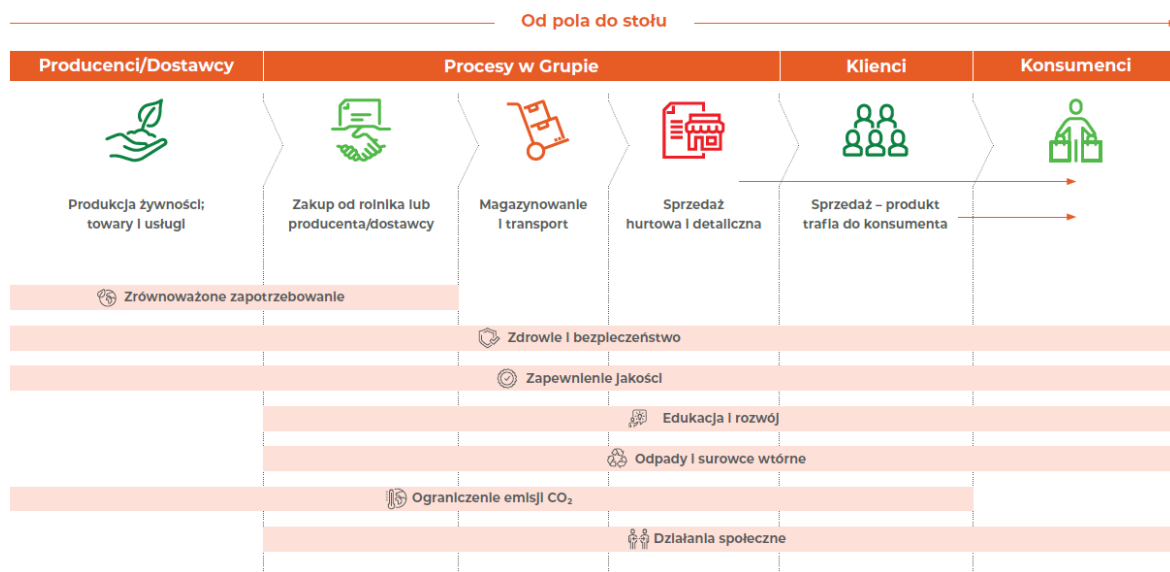 Od pola do stołu
Producenci/Dostawcy
Procesy w Grupie
Klienci
Konsumenci
Produkcja żywności;
towary i usługi
Zakup od rolnika lub
producenta/dostawcy
Magazynowanie
i transport
Sprzedaż
hurtowa i detaliczna
Sprzedaż – produkt
trafia do konsumenta
Zrównoważone zapotrzebowanie
Zdrowie i bezpieczeństwo
Zapewnienie jakości
Edukacja i rozwój
Odpady i surowce wtórne
Ograniczenie emisji CO₂
Działania społeczne